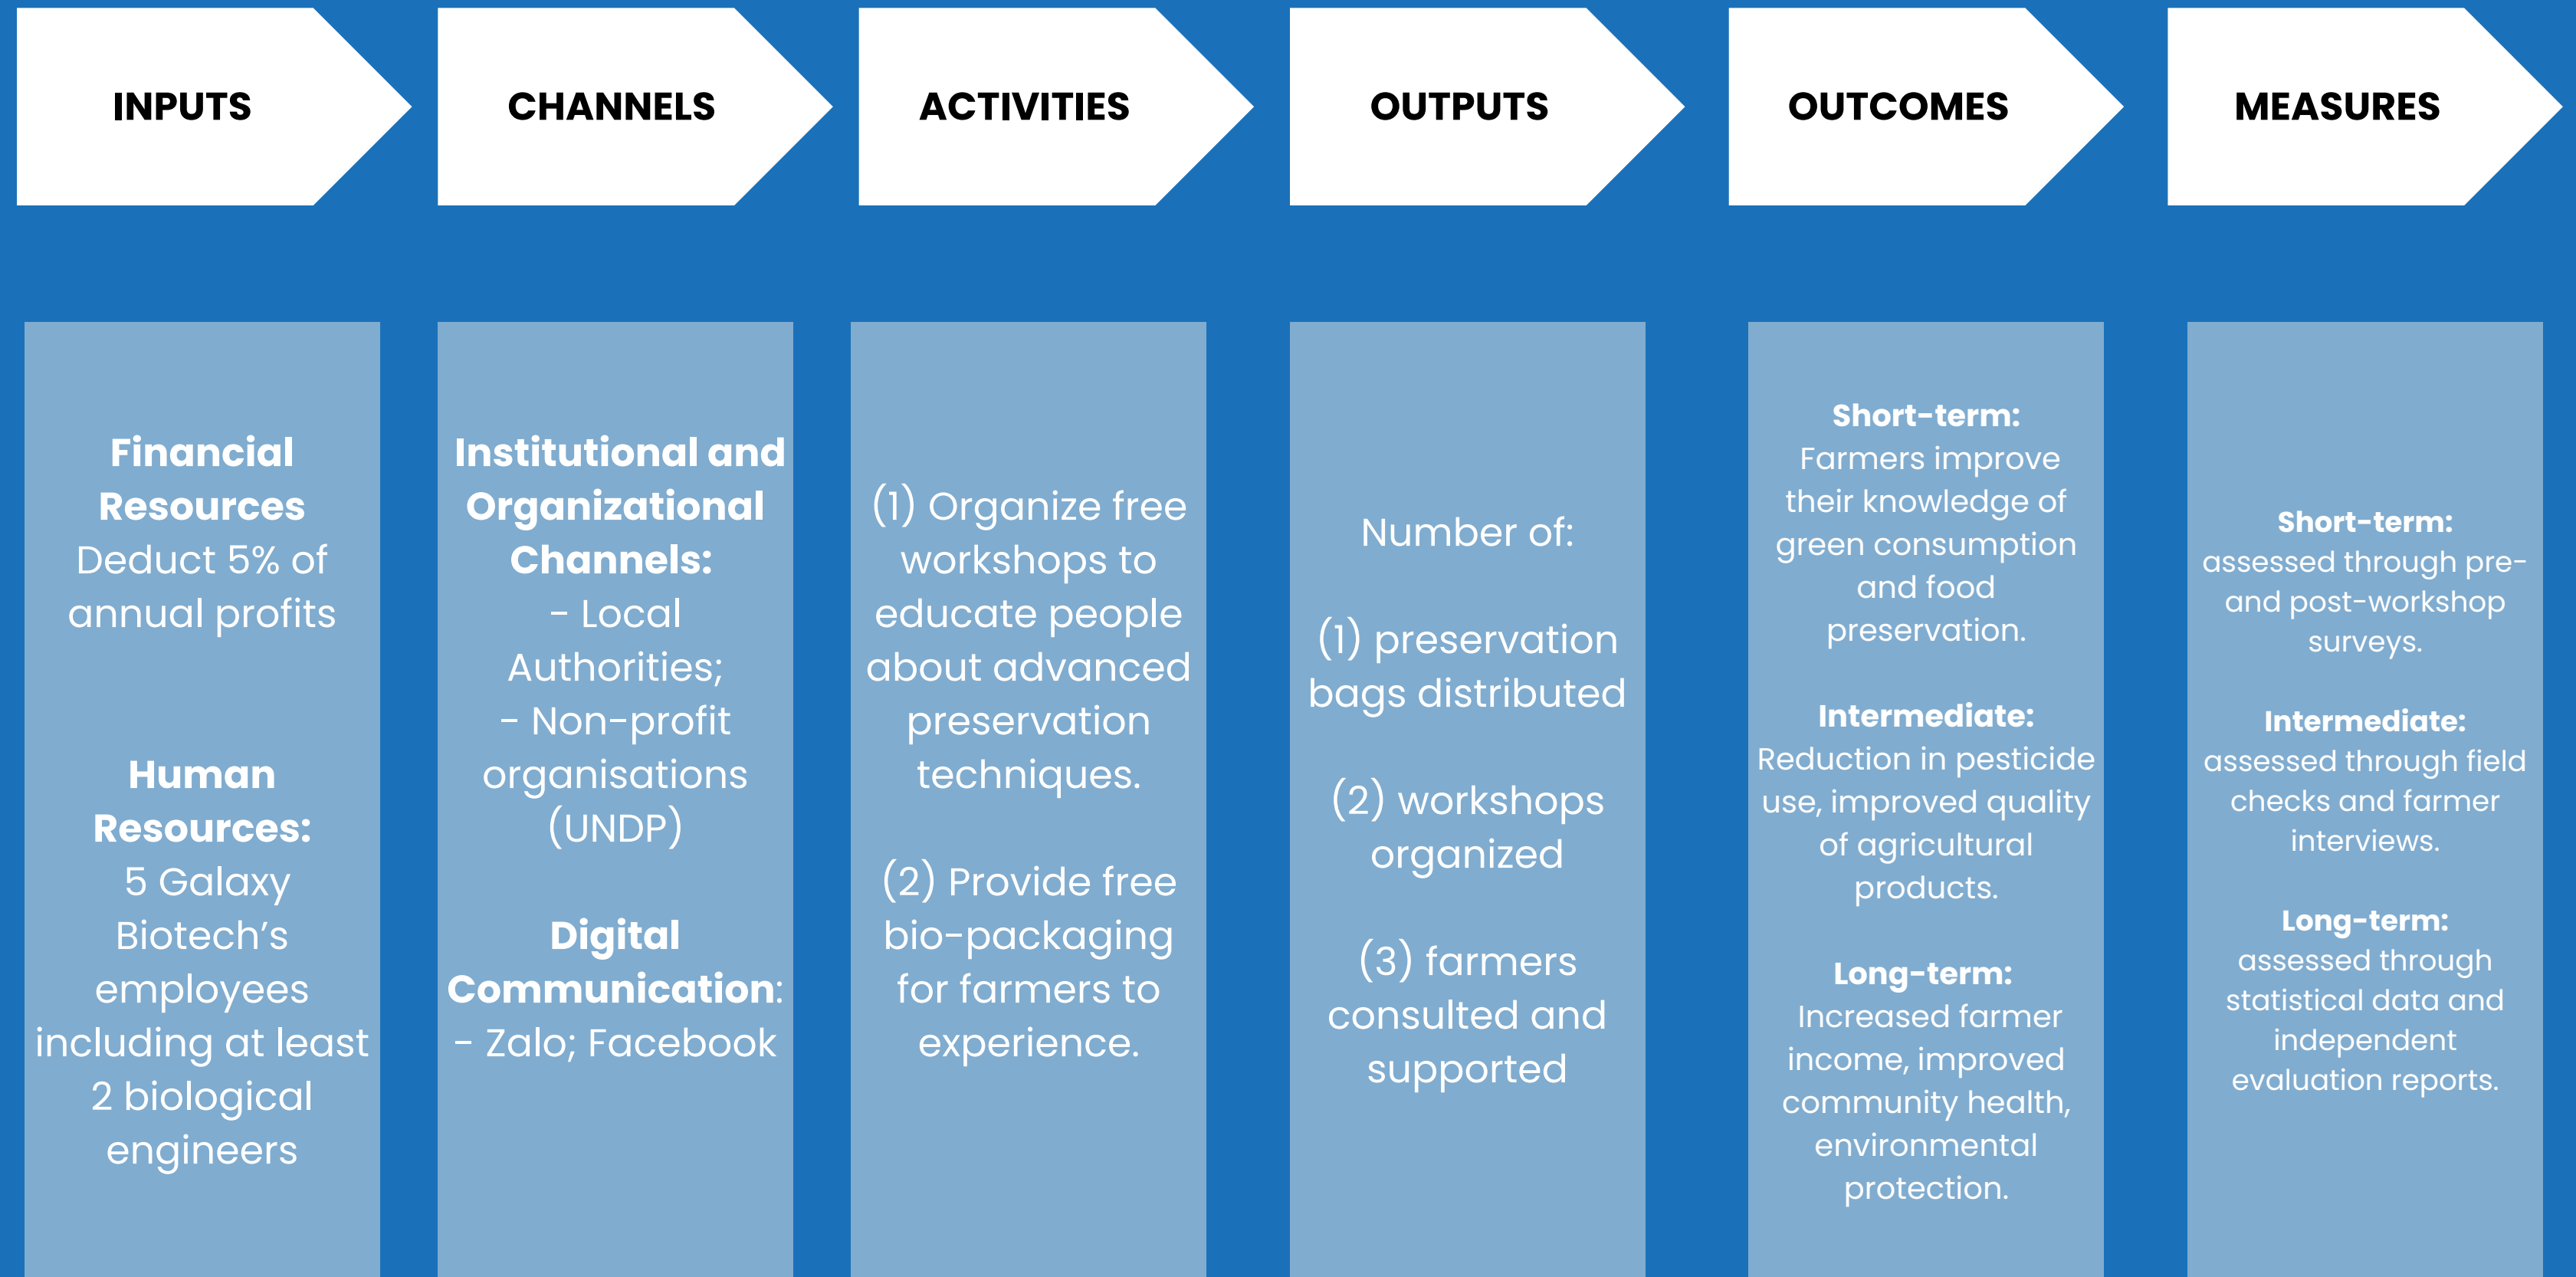 INPUTS
CHANNELS
ACTIVITIES
OUTPUTS
OUTCOMES
MEASURES
Financial
Resources
Deduct 5% of
annual profits
Human
Resources:
5 Galaxy
Biotech’s
employees
including at least
2 biological
engineers
Institutional and
Organizational
Channels:
- Local
Authorities;
- Non-profit
organisations
(UNDP)
Digital
Communication:
- Zalo; Facebook
(1) Organize free
workshops to
educate people
about advanced
preservation
techniques.
(2) Provide free
bio-packaging
for farmers to
experience.
Number of:
(1) preservation
bags distributed
(2) workshops
organized
(3) farmers
consulted and
supported
Short-term:
Farmers improve
their knowledge of
green consumption
and food
preservation.
Intermediate:
Reduction in pesticide
use, improved quality
of agricultural
products.
Long-term:
Increased farmer
income, improved
community health,
environmental
protection.
Short-term:
assessed through pre-
and post-workshop
surveys.
Intermediate:
assessed through field
checks and farmer
interviews.
Long-term:
assessed through
statistical data and
independent
evaluation reports.